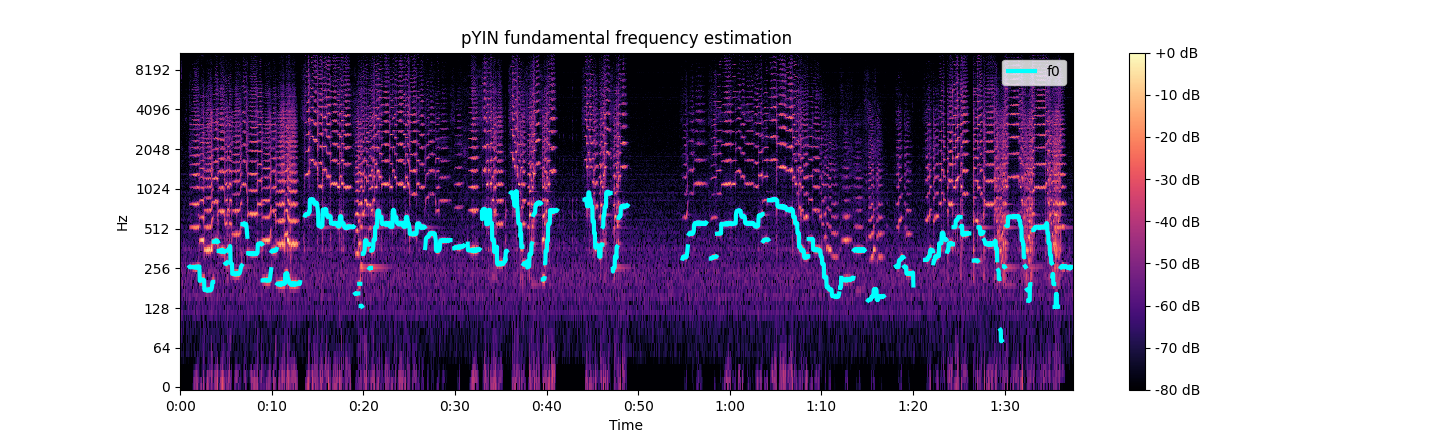 pYIN fundamental frequency estimation
f0
Hz
8192
4096
2048
1024
512
256
128
64
0
0:00 0:10 0:20 0:30 0:40 0:50 1:00 1:10 1:20 1:30
Time
+0 dB
-10 dB
-20 dB
-30 dB
-40 dB
-50 dB
-60 dB
-70 dB
-80 dB